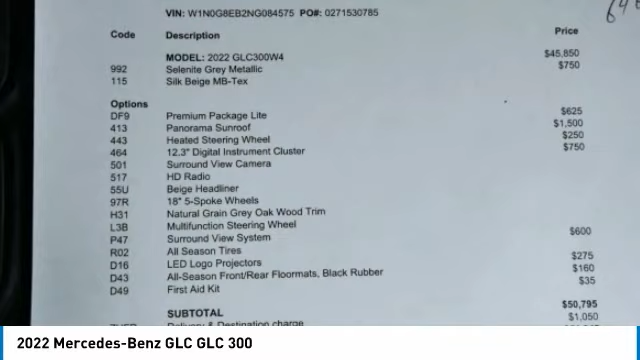 VIN: W1N0G8EB2NG084575 PO#: 0271530785
Code Description Price
MODEL: 2022 GLC300W4 $45,850
992 Selenite Grey Metallic $750
115 Silk Beige MB-Tex
Options
DF9 Premium Package Lite $625
413 Panorama Sunroof $1,500
443 Heated Steering Wheel $250
464 12.3" Digital Instrument Cluster $750
501 Surround View Camera
517 HD Radio
55U Beige Headliner
97R 18" 5-Spoke Wheels
H31 Natural Grain Grey Oak Wood Trim
L3B Multifunction Steering Wheel
P47 Surround View System $600
R02 All Season Tires
D16 LED Logo Projectors $275
D43 All-Season Front/Rear Floormats, Black Rubber $160
D49 First Aid Kit $35
SUBTOTAL $50,795
Delivery & Destination charge $1,050
2022 Mercedes-Benz GLC GLC 300